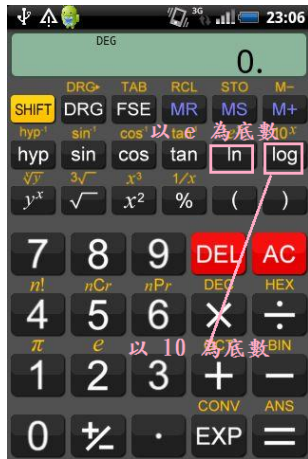 3G 23:06
DEG
0.
DRG▸ TAB RCL STO M−
SHIFT DRG FSE MR MS M+
hyp⁻¹ sin⁻¹ cos⁻¹ 10ˣ
以 e 為底數
hyp sin cos tan ln log
ʸ√y ³√ x³ 1/x
yˣ √ x² % ( )
7 8 9 DEL AC
n! nCr nPr DEC HEX
4 5 6 × ÷
π e BIN
以 10 為底數
1 2 3 + −
CONV ANS
0 +/− · EXP =